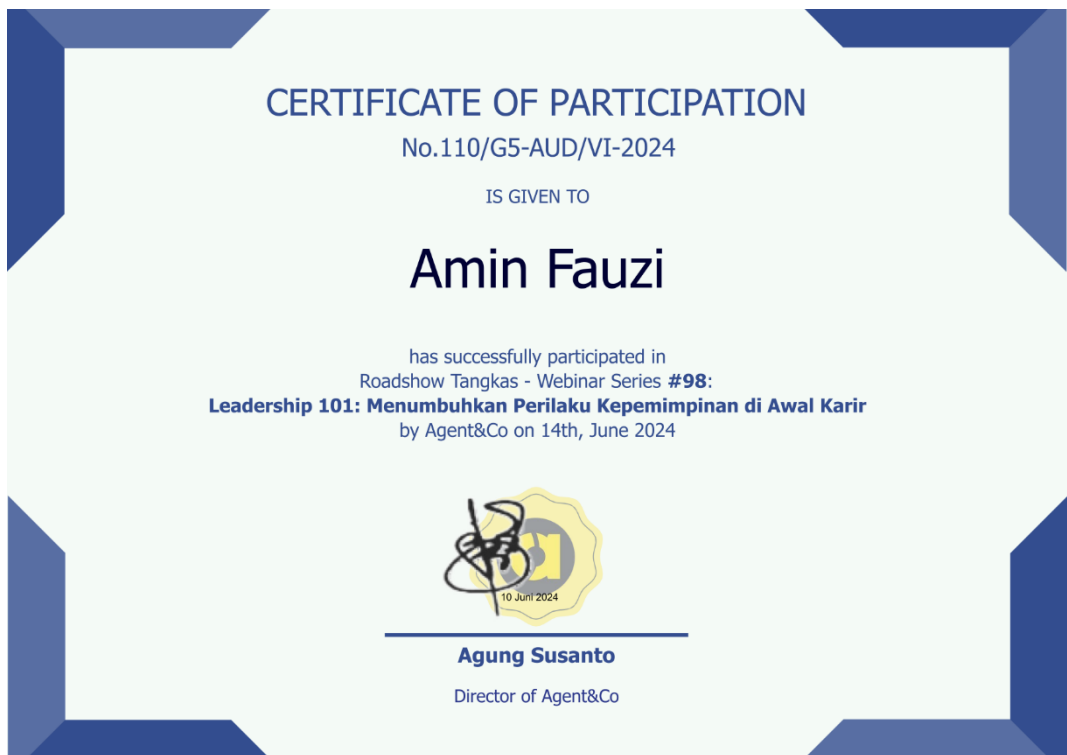 CERTIFICATE OF PARTICIPATION
No.110/G5-AUD/VI-2024
IS GIVEN TO
Amin Fauzi
has successfully participated in
Roadshow Tangkas - Webinar Series #98:
Leadership 101: Menumbuhkan Perilaku Kepemimpinan di Awal Karir
by Agent&Co on 14th, June 2024
a
10 Juni 2024
Agung Susanto
Director of Agent&Co